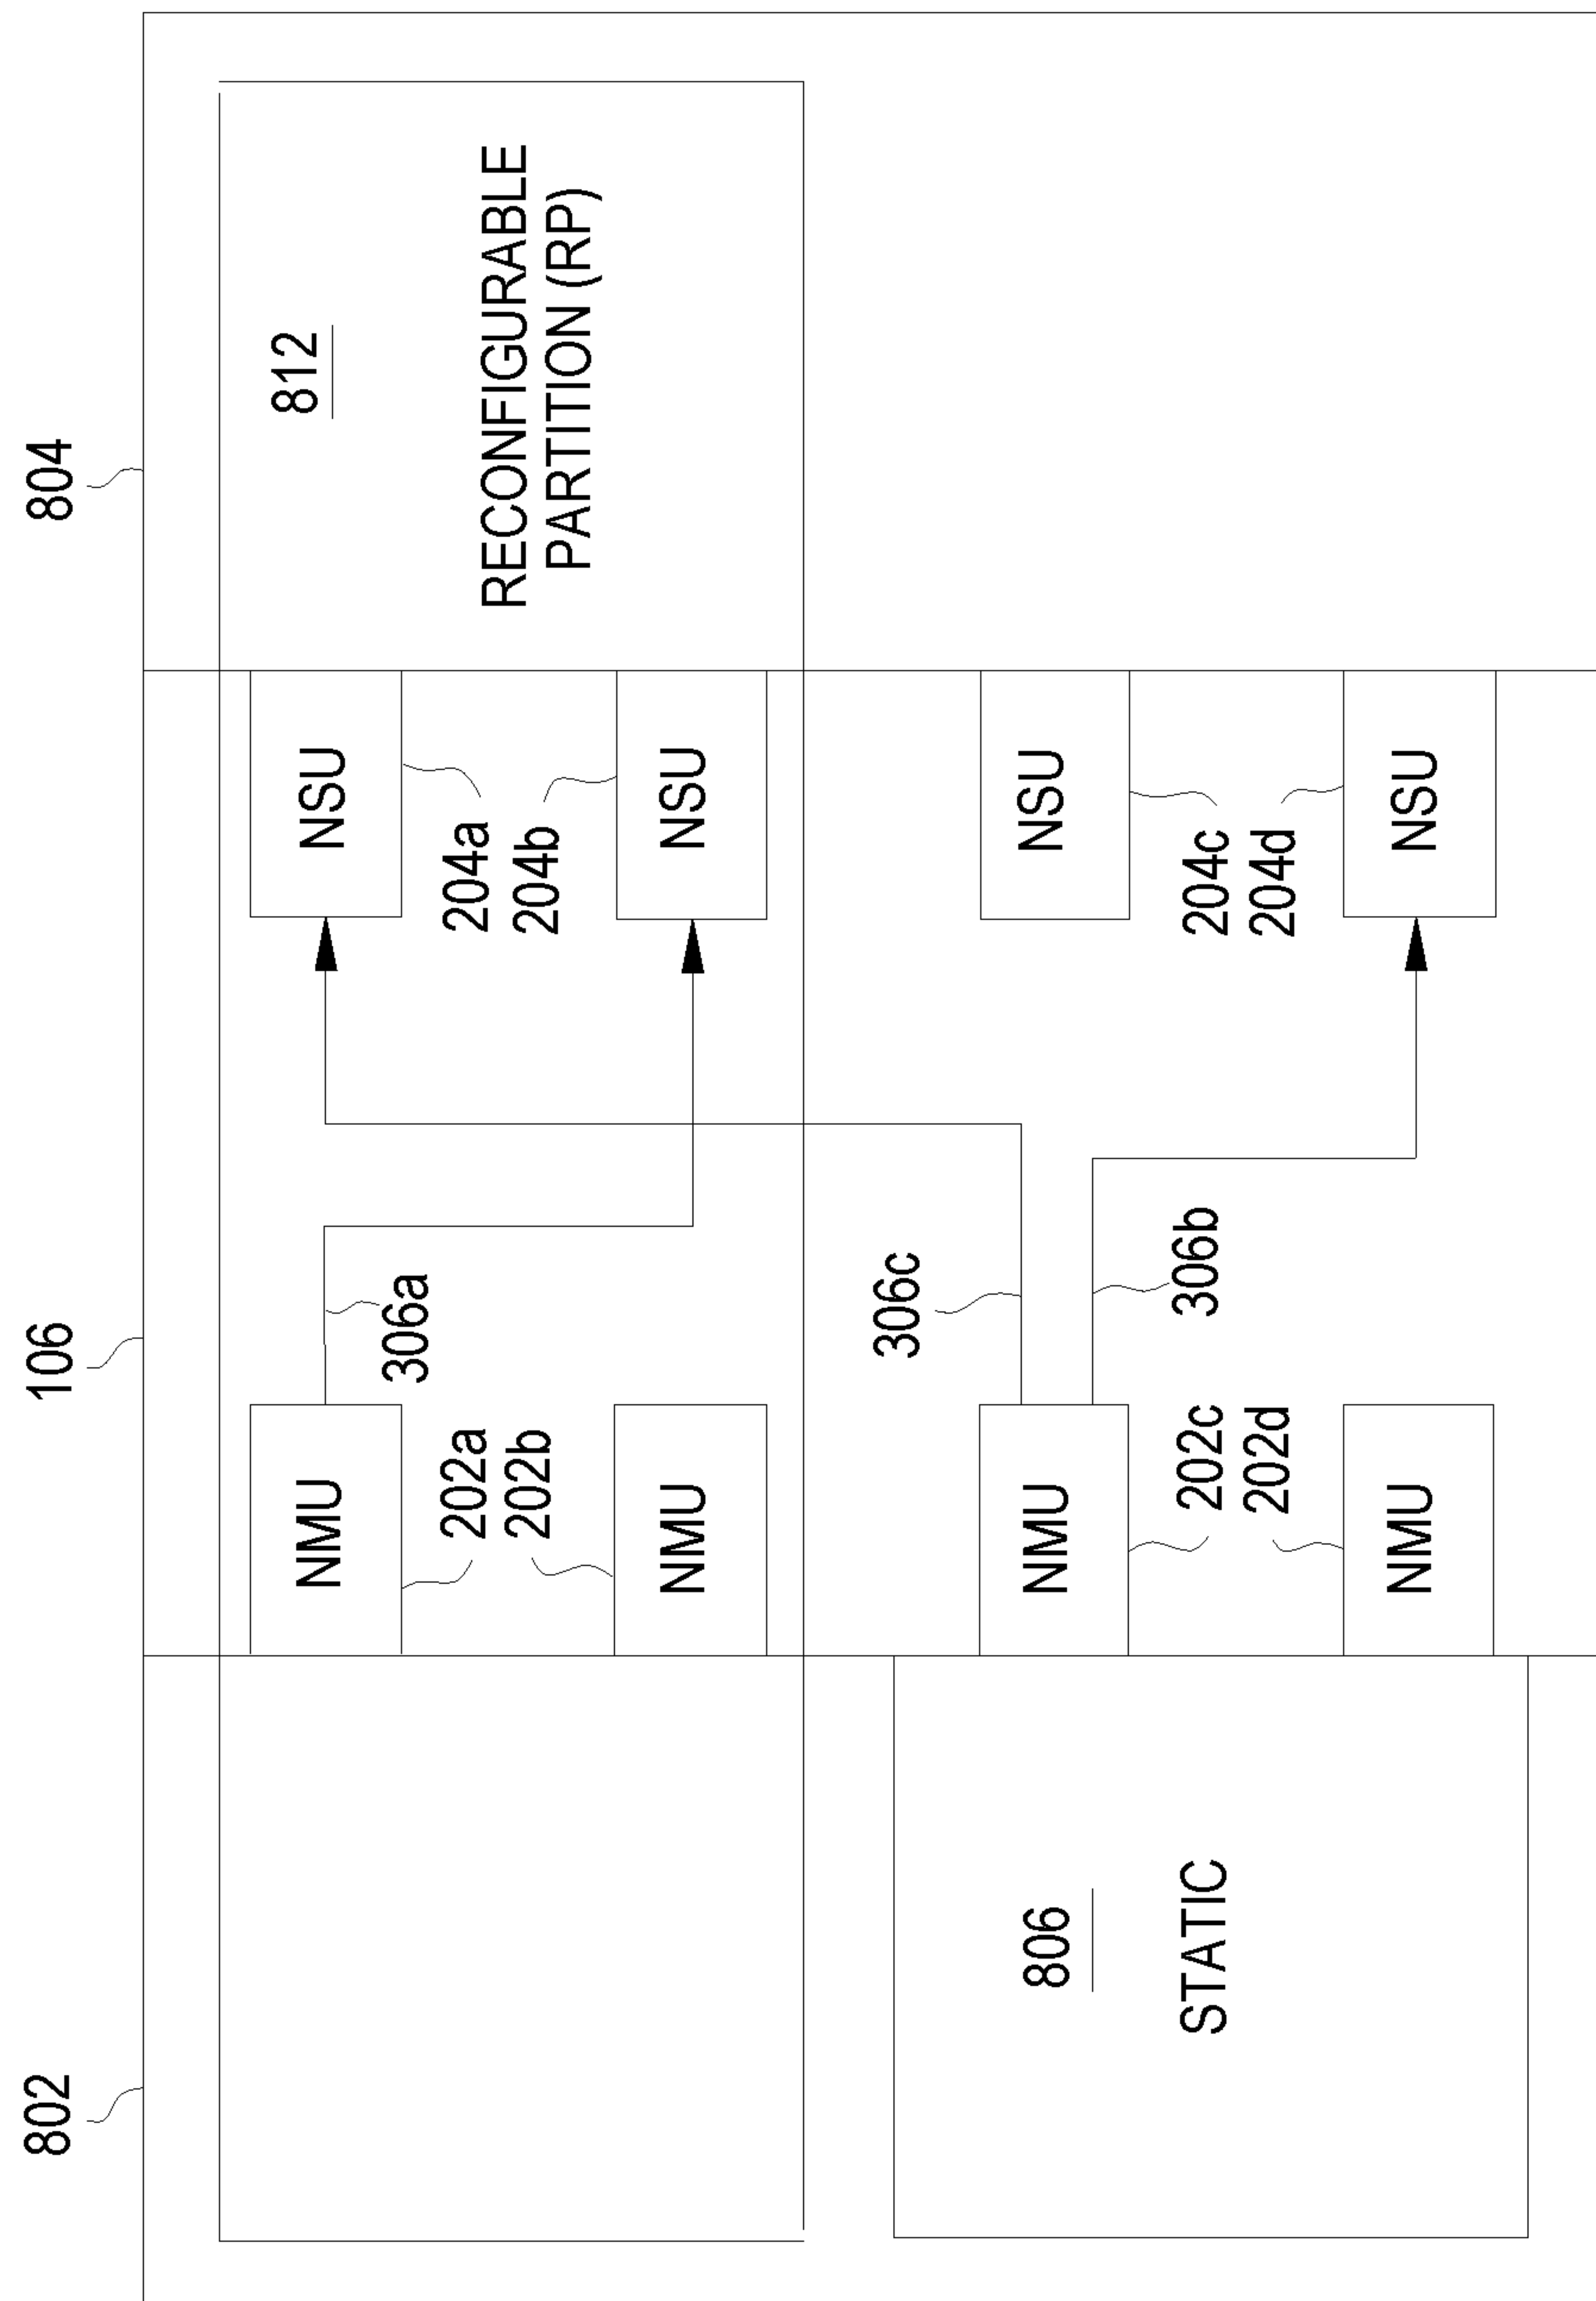 802
106
804
812
NMU
NSU
306a
202a
204a
202b
204b
RECONFIGURABLE
PARTITION (RP)
NMU
NSU
306c
806
NMU
NSU
STATIC
202c
306b
204c
202d
204d
NMU
NSU